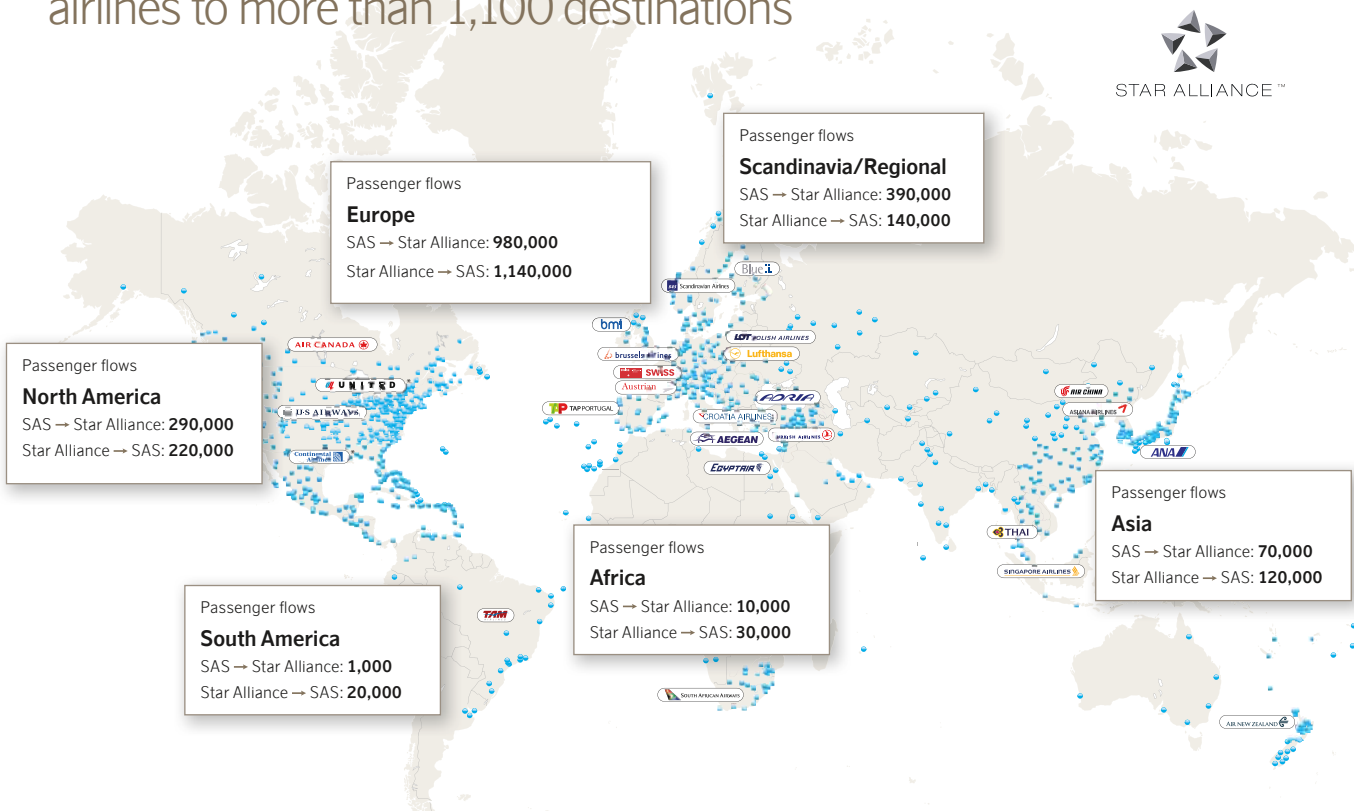 airlines to more than 1,100 destinations
STAR ALLIANCE™
Passenger flows
Scandinavia/Regional
SAS → Star Alliance: 390,000
Star Alliance → SAS: 140,000
Passenger flows
Europe
SAS → Star Alliance: 980,000
Star Alliance → SAS: 1,140,000
Blue1
SAS Scandinavian Airlines
bmi
LOT POLISH AIRLINES
brussels airlines
Lufthansa
AIR CANADA
SWISS
UNITED
Austrian
Passenger flows
North America
SAS → Star Alliance: 290,000
Star Alliance → SAS: 220,000
U·S AIRWAYS
Continental Airlines
TAP PORTUGAL
ADRIA
CROATIA AIRLINES
AEGEAN
TURKISH AIRLINES
EGYPTAIR
AIR CHINA
ASIANA AIRLINES
ANA
Passenger flows
Asia
SAS → Star Alliance: 70,000
Star Alliance → SAS: 120,000
THAI
SINGAPORE AIRLINES
Passenger flows
Africa
SAS → Star Alliance: 10,000
Star Alliance → SAS: 30,000
Passenger flows
South America
SAS → Star Alliance: 1,000
Star Alliance → SAS: 20,000
TAM
SOUTH AFRICAN AIRWAYS
AIR NEW ZEALAND